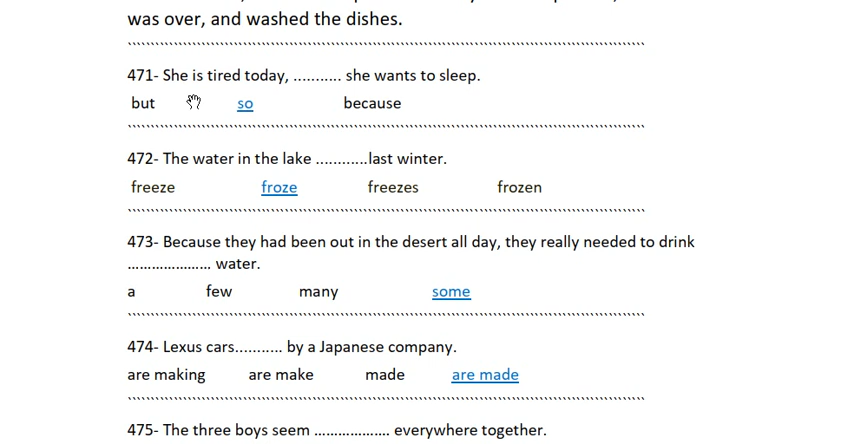 was over, and washed the dishes.
471- She is tired today, ........... she wants to sleep.
but so because
472- The water in the lake ............last winter.
freeze froze freezes frozen
473- Because they had been out in the desert all day, they really needed to drink
..................... water.
a few many some
474- Lexus cars........... by a Japanese company.
are making are make made are made
475- The three boys seem ................... everywhere together.